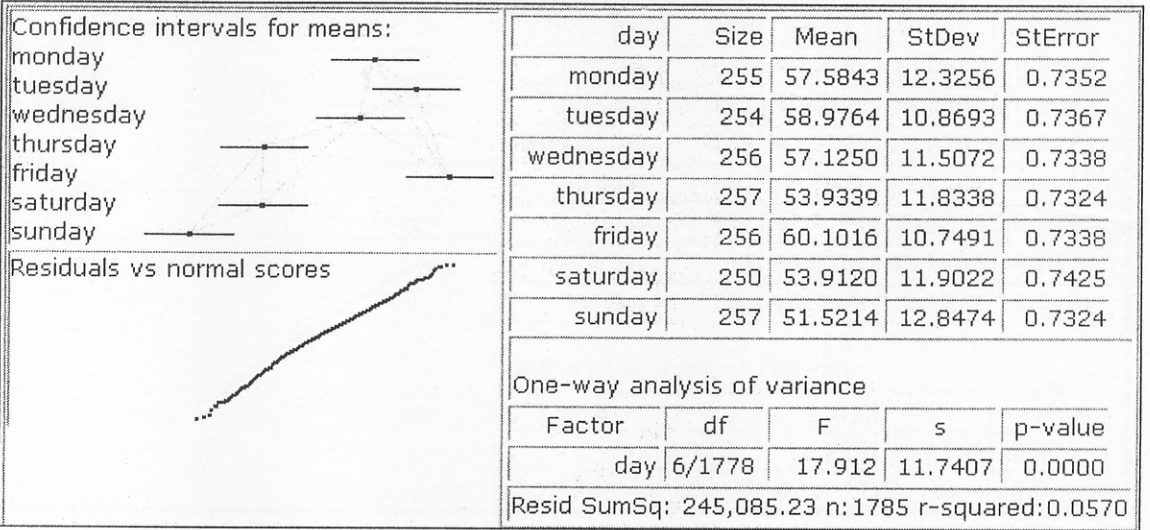 Confidence intervals for means:
monday
tuesday
wednesday
thursday
friday
saturday
sunday
Residuals vs normal scores
day Size Mean StDev StError
monday 255 57.5843 12.3256 0.7352
tuesday 254 58.9764 10.8693 0.7367
wednesday 256 57.1250 11.5072 0.7338
thursday 257 53.9339 11.8338 0.7324
friday 256 60.1016 10.7491 0.7338
saturday 250 53.9120 11.9022 0.7425
sunday 257 51.5214 12.8474 0.7324
One-way analysis of variance
Factor df F s p-value
day 6/1778 17.912 11.7407 0.0000
Resid SumSq: 245,085.23 n:1785 r-squared:0.0570